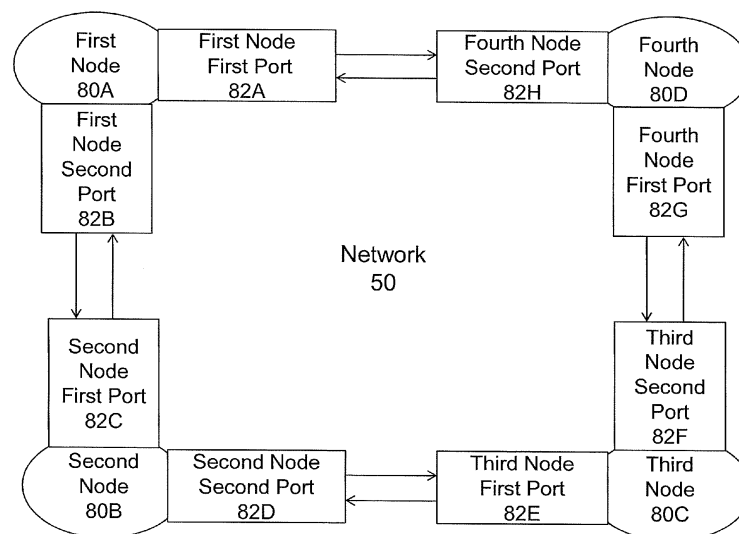 First
Node
80A
First Node
First Port
82A
Fourth Node
Second Port
82H
Fourth
Node
80D
First
Node
Second
Port
82B
Fourth
Node
First Port
82G
Network
50
Second
Node
First Port
82C
Third
Node
Second
Port
82F
Second
Node
80B
Second Node
Second Port
82D
Third Node
First Port
82E
Third
Node
80C